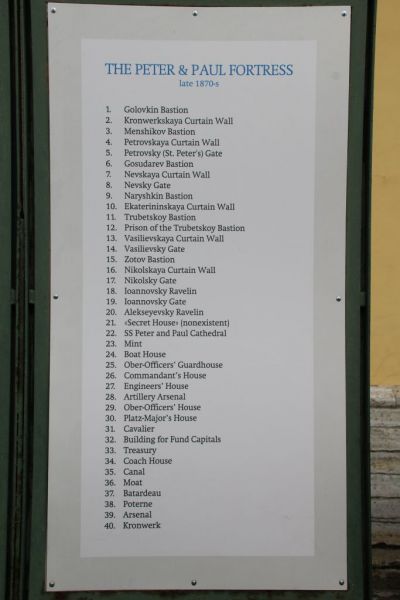 THE PETER & PAUL FORTRESS
late 1870-s
1. Golovkin Bastion
2. Kronwerkskaya Curtain Wall
3. Menshikov Bastion
4. Petrovskaya Curtain Wall
5. Petrovsky (St. Peter's) Gate
6. Gosudarev Bastion
7. Nevskaya Curtain Wall
8. Nevsky Gate
9. Naryshkin Bastion
10. Ekaterininskaya Curtain Wall
11. Trubetskoy Bastion
12. Prison of the Trubetskoy Bastion
13. Vasilievskaya Curtain Wall
14. Vasilievsky Gate
15. Zotov Bastion
16. Nikolskaya Curtain Wall
17. Nikolsky Gate
18. Ioannovsky Ravelin
19. Ioannovsky Gate
20. Alekseyevsky Ravelin
21. «Secret House» (nonexistent)
22. SS Peter and Paul Cathedral
23. Mint
24. Boat House
25. Ober-Officers' Guardhouse
26. Commandant's House
27. Engineers' House
28. Artillery Arsenal
29. Ober-Officers' House
30. Platz-Major's House
31. Cavalier
32. Building for Fund Capitals
33. Treasury
34. Coach House
35. Canal
36. Moat
37. Batardeau
38. Poterne
39. Arsenal
40. Kronwerk